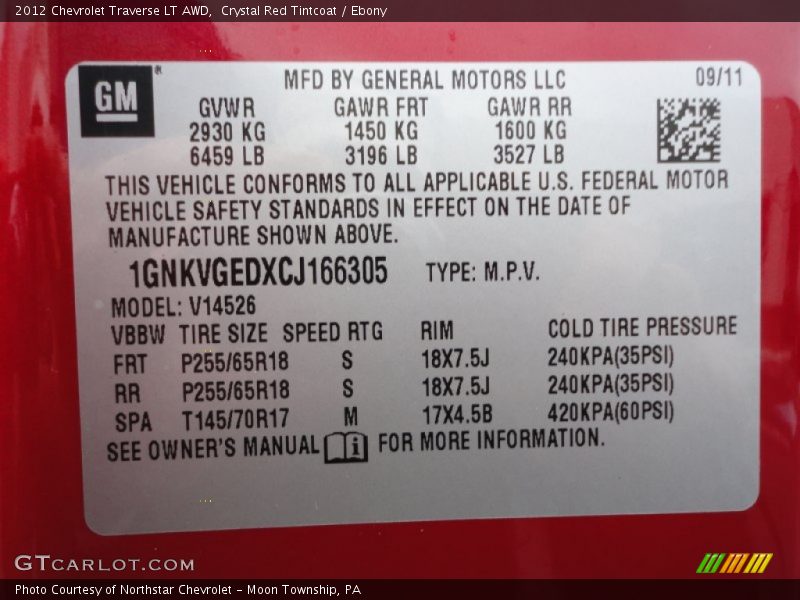 2012 Chevrolet Traverse LT AWD,  Crystal Red Tintcoat / Ebony
GM ®
MFD BY GENERAL MOTORS LLC 09/11
GVWR GAWR FRT GAWR RR
2930 KG 1450 KG 1600 KG
6459 LB 3196 LB 3527 LB
THIS VEHICLE CONFORMS TO ALL APPLICABLE U.S. FEDERAL MOTOR
VEHICLE SAFETY STANDARDS IN EFFECT ON THE DATE OF
MANUFACTURE SHOWN ABOVE.
1GNKVGEDXCJ166305 TYPE: M.P.V.
MODEL: V14526
VBBW TIRE SIZE SPEED RTG RIM COLD TIRE PRESSURE
FRT P255/65R18 S 18X7.5J 240KPA(35PSI)
RR P255/65R18 S 18X7.5J 240KPA(35PSI)
SPA T145/70R17 M 17X4.5B 420KPA(60PSI)
SEE OWNER'S MANUAL i FOR MORE INFORMATION.
GTCARLOT.COM
Photo Courtesy of Northstar Chevrolet - Moon Township, PA